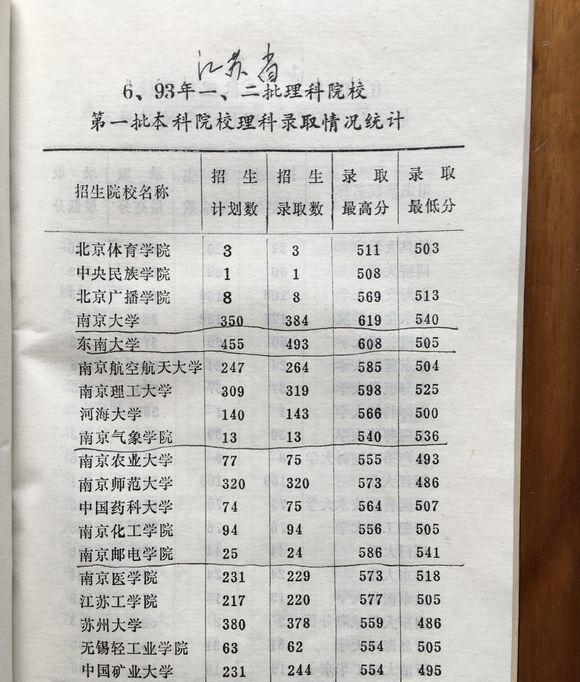 江苏省
6、93年一、二批理科院校
第一批本科院校理科录取情况统计
招生院校名称 招生计划数 招生录取数 录取最高分 录取最低分
北京体育学院 3 3 511 503
中央民族学院 1 1 508
北京广播学院 8 8 569 513
南京大学 350 384 619 540
东南大学 455 493 608 505
南京航空航天大学 247 264 585 504
南京理工大学 309 319 598 525
河海大学 140 143 566 500
南京气象学院 13 13 540 536
南京农业大学 77 75 555 493
南京师范大学 320 320 573 486
中国药科大学 74 75 564 507
南京化工学院 94 94 556 505
南京邮电学院 25 24 586 541
南京医学院 231 229 573 518
江苏工学院 217 220 577 505
苏州大学 380 378 559 486
无锡轻工业学院 63 62 554 505
中国矿业大学 231 244 554 495